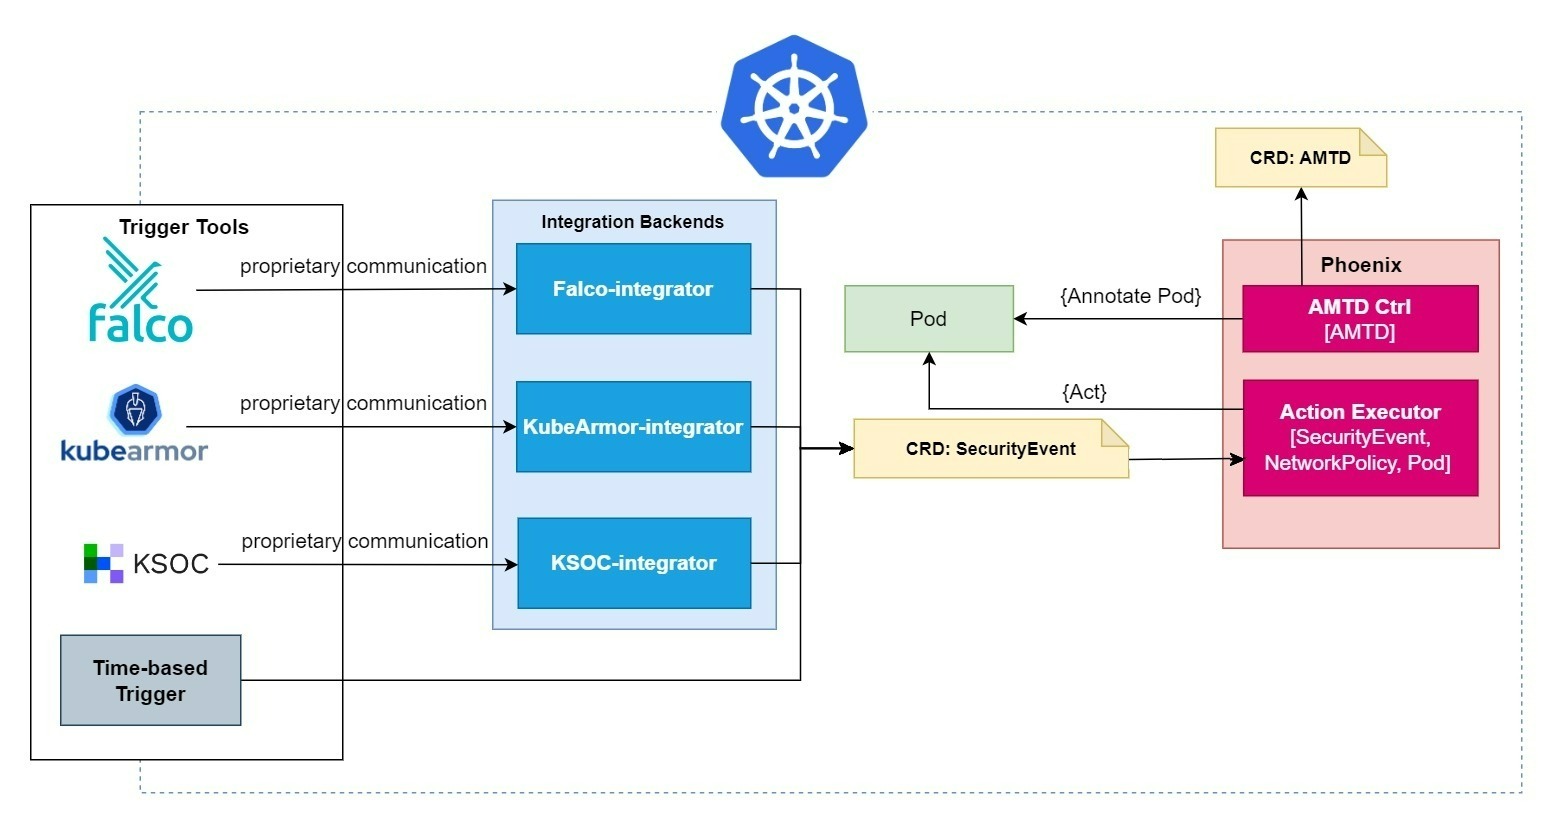 CRD: AMTD
Trigger Tools
Integration Backends
Phoenix
falco
proprietary communication
Falco-integrator
Pod
{Annotate Pod}
AMTD Ctrl
[AMTD]
kubearmor
proprietary communication
KubeArmor-integrator
{Act}
CRD: SecurityEvent
Action Executor
[SecurityEvent,
NetworkPolicy, Pod]
KSOC
proprietary communication
KSOC-integrator
Time-based
Trigger